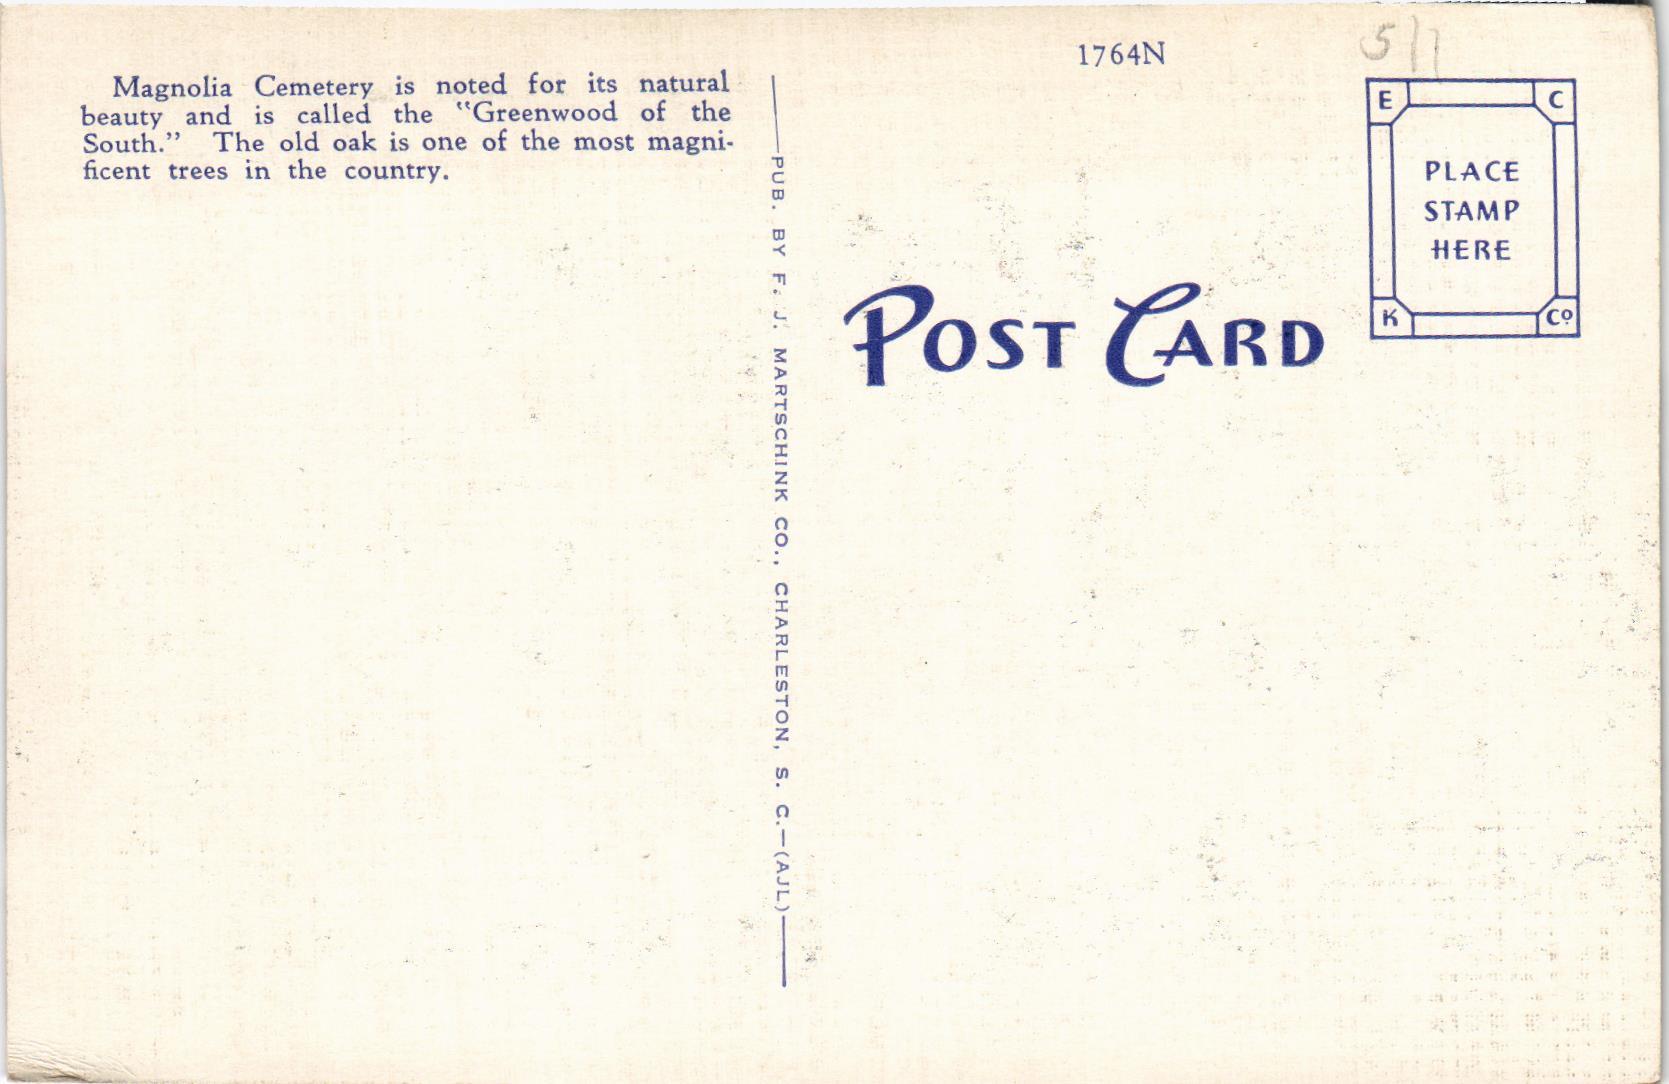 1764N
Magnolia Cemetery is noted for its natural
beauty and is called the "Greenwood of the
South." The old oak is one of the most magni-
ficent trees in the country.
PUB. BY F. J. MARTSCHINK CO., CHARLESTON, S. C.—(AJL)
POST CARD
E C
PLACE
STAMP
HERE
K Co